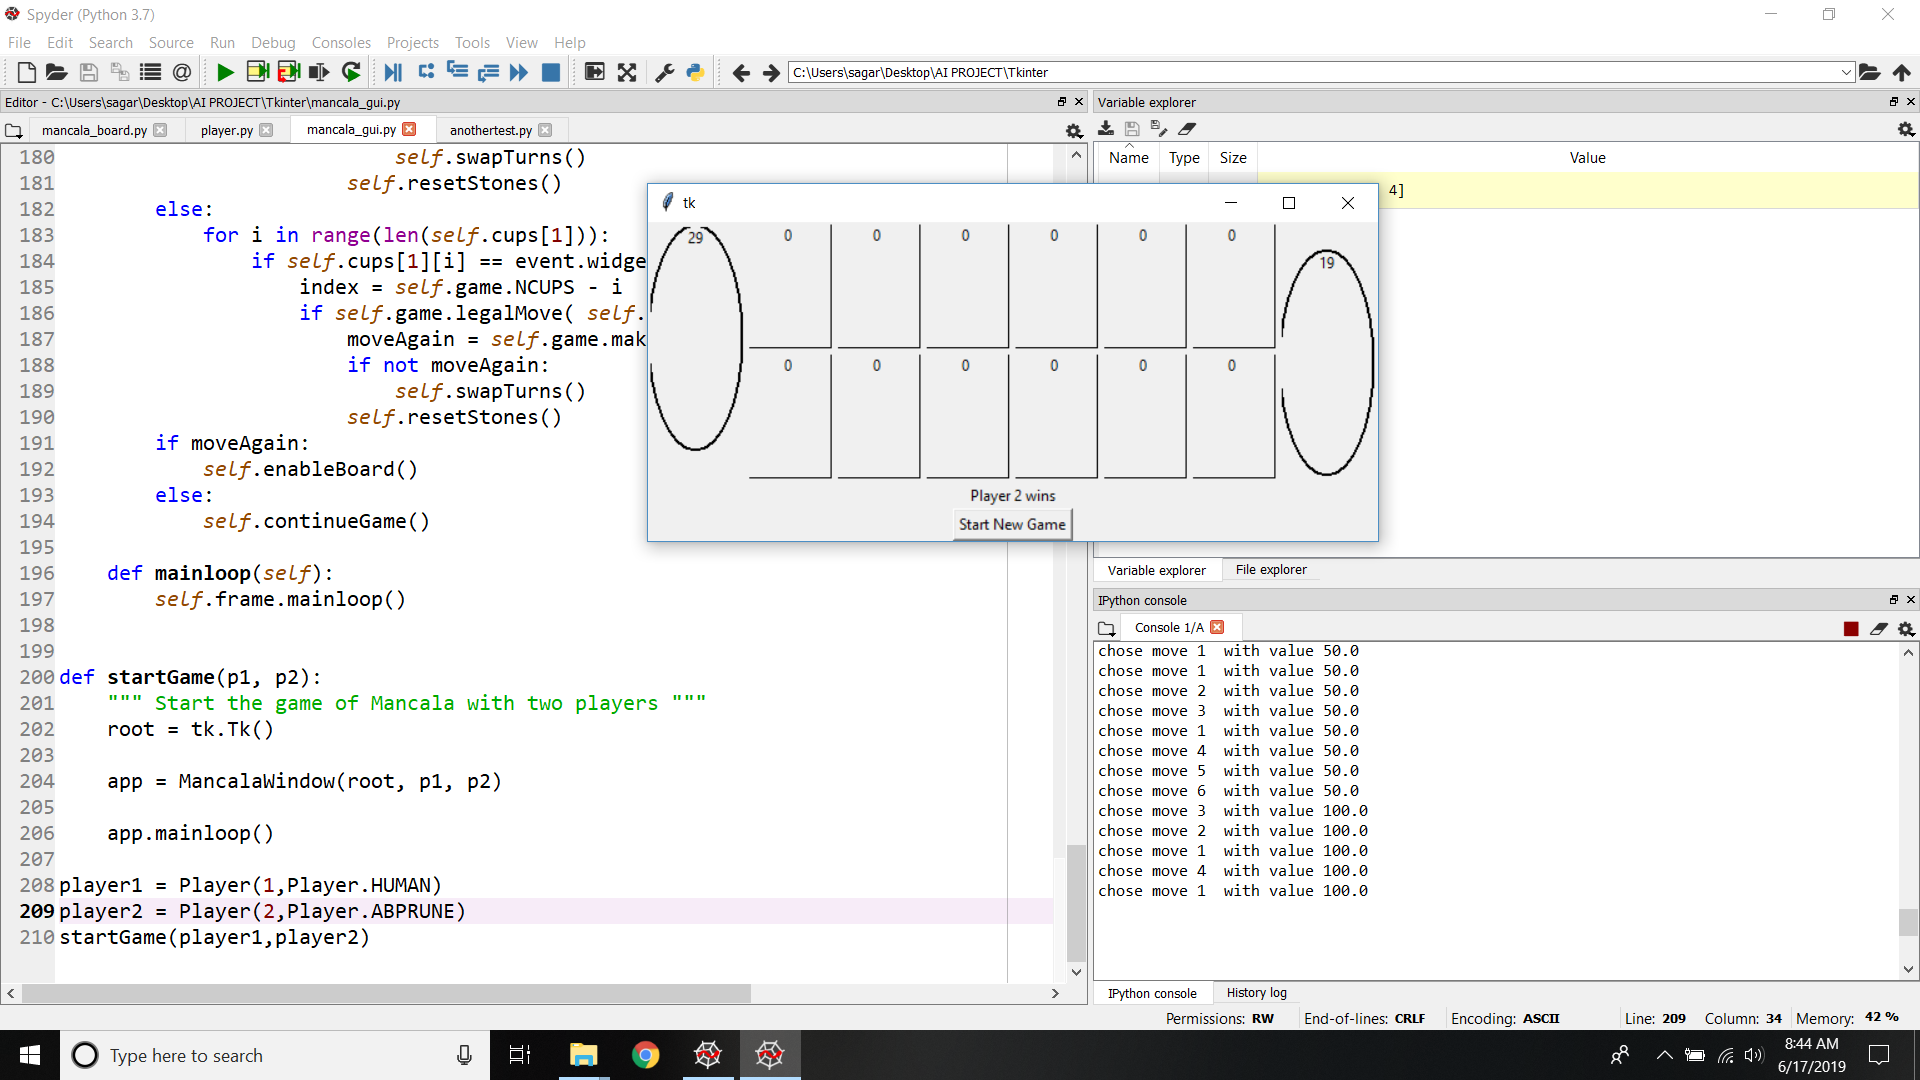 Spyder (Python 3.7)
File Edit Search Source Run Debug Consoles Projects Tools View Help
C:\Users\sagar\Desktop\AI PROJECT\Tkinter
Editor - C:\Users\sagar\Desktop\AI PROJECT\Tkinter\mancala_gui.py
mancala_board.py player.py mancala_gui.py anothertest.py
180 self.swapTurns()
181 self.resetStones()
182 else:
183 for i in range(len(self.cups[1])):
184 if self.cups[1][i] == event.widge
185 index = self.game.NCUPS - i
186 if self.game.legalMove( self.
187 moveAgain = self.game.mak
188 if not moveAgain:
189 self.swapTurns()
190 self.resetStones()
191 if moveAgain:
192 self.enableBoard()
193 else:
194 self.continueGame()
195
196 def mainloop(self):
197 self.frame.mainloop()
198
199
200 def startGame(p1, p2):
201 """ Start the game of Mancala with two players """
202 root = tk.Tk()
203
204 app = MancalaWindow(root, p1, p2)
205
206 app.mainloop()
207
208 player1 = Player(1,Player.HUMAN)
209 player2 = Player(2,Player.ABPRUNE)
210 startGame(player1,player2)
tk
29 0 0 0 0 0 0 19
0 0 0 0 0 0
Player 2 wins
Start New Game
Variable explorer
Name Type Size Value
4]
Variable explorer File explorer
IPython console
Console 1/A
chose move 1 with value 50.0
chose move 1 with value 50.0
chose move 2 with value 50.0
chose move 3 with value 50.0
chose move 1 with value 50.0
chose move 4 with value 50.0
chose move 5 with value 50.0
chose move 6 with value 50.0
chose move 3 with value 100.0
chose move 2 with value 100.0
chose move 1 with value 100.0
chose move 4 with value 100.0
chose move 1 with value 100.0
IPython console History log
Permissions: RW End-of-lines: CRLF Encoding: ASCII Line: 209 Column: 34 Memory: 42 %
Type here to search
8:44 AM
6/17/2019